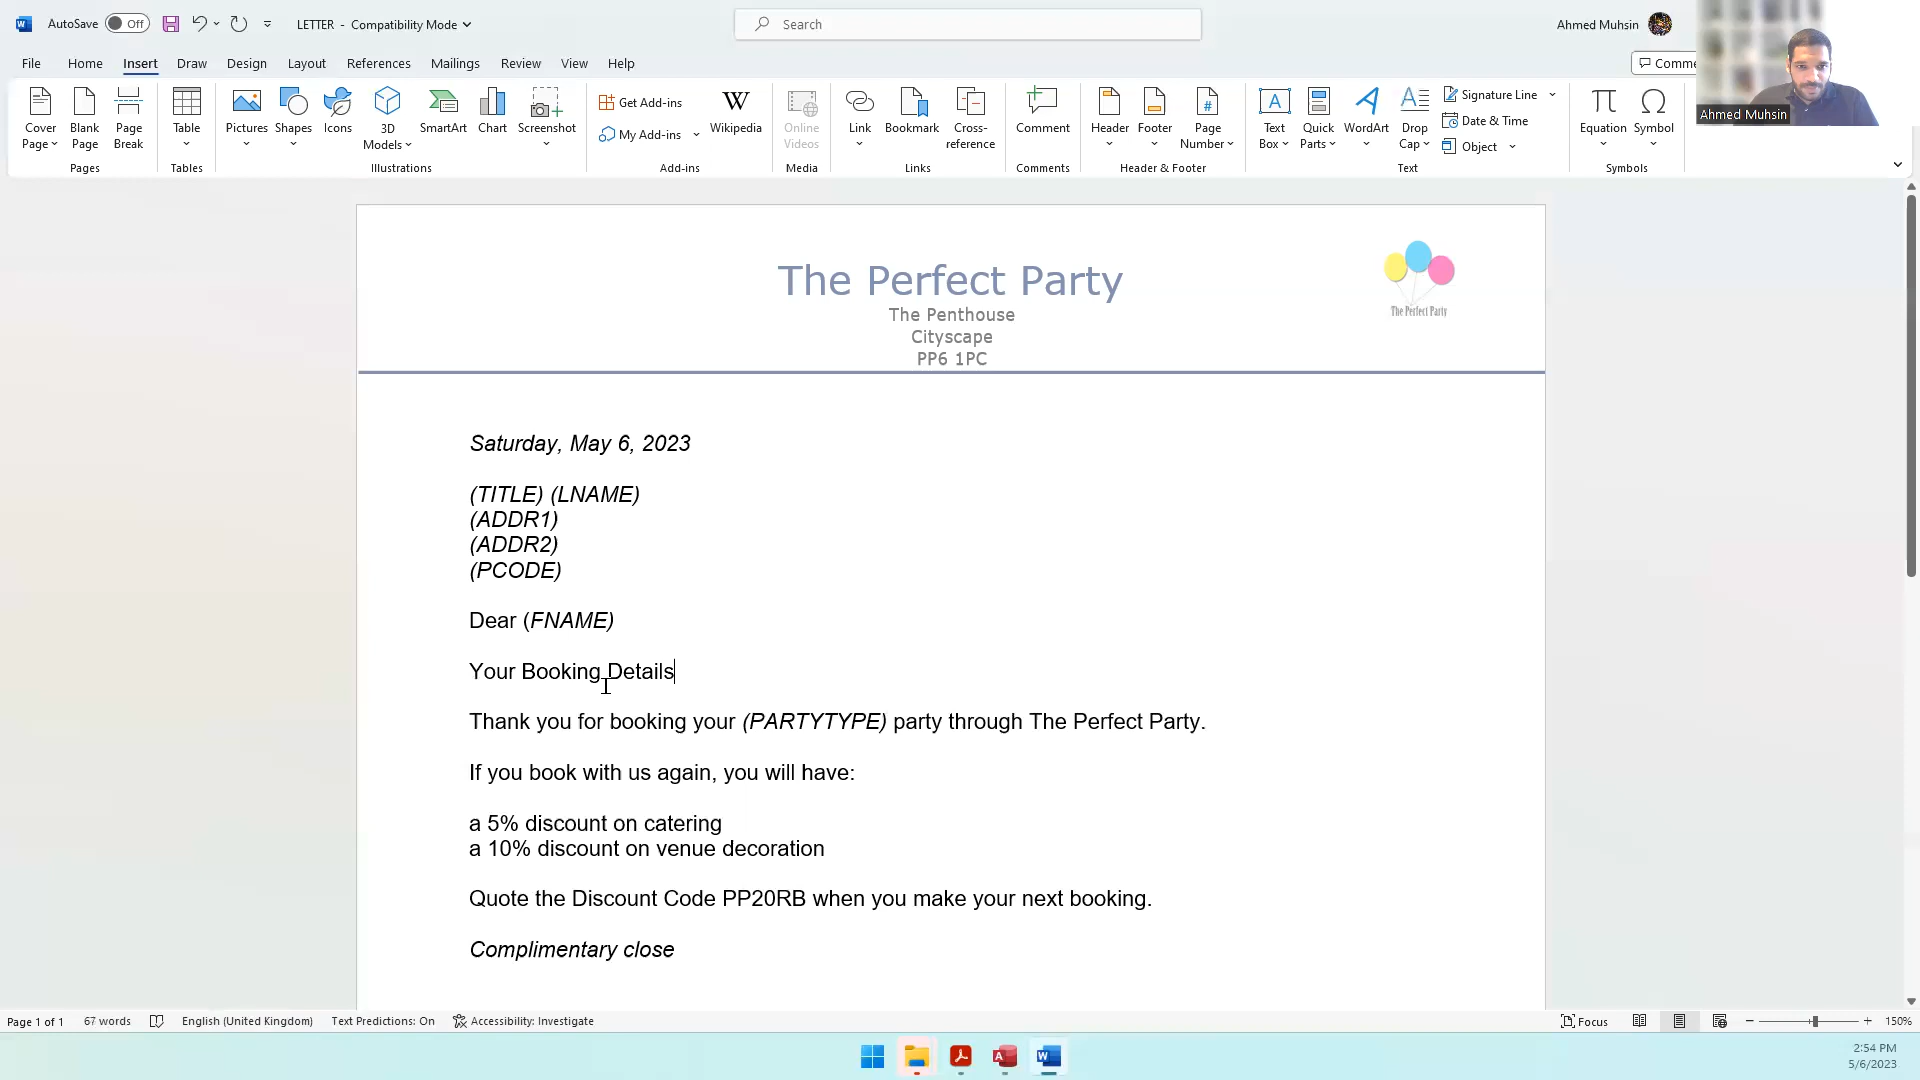 AutoSave Off LETTER - Compatibility Mode Search Ahmed Muhsin
File Home Insert Draw Design Layout References Mailings Review View Help Comme
Cover Page Blank Page Page Break Table Pictures Shapes Icons 3D Models SmartArt Chart Screenshot Get Add-ins My Add-ins Wikipedia Online Videos Link Bookmark Cross-reference Comment Header Footer Page Number Text Box Quick Parts WordArt Drop Cap Signature Line Date & Time Object Equation Symbol
Ahmed Muhsin
Pages Tables Illustrations Add-ins Media Links Comments Header & Footer Text Symbols
The Perfect Party
The Penthouse
Cityscape
PP6 1PC
The Perfect Party
Saturday, May 6, 2023
(TITLE) (LNAME)
(ADDR1)
(ADDR2)
(PCODE)
Dear (FNAME)
Your Booking Details
Thank you for booking your (PARTYTYPE) party through The Perfect Party.
If you book with us again, you will have:
a 5% discount on catering
a 10% discount on venue decoration
Quote the Discount Code PP20RB when you make your next booking.
Complimentary close
Page 1 of 1 67 words English (United Kingdom) Text Predictions: On Accessibility: Investigate Focus 150%
2:54 PM
5/6/2023